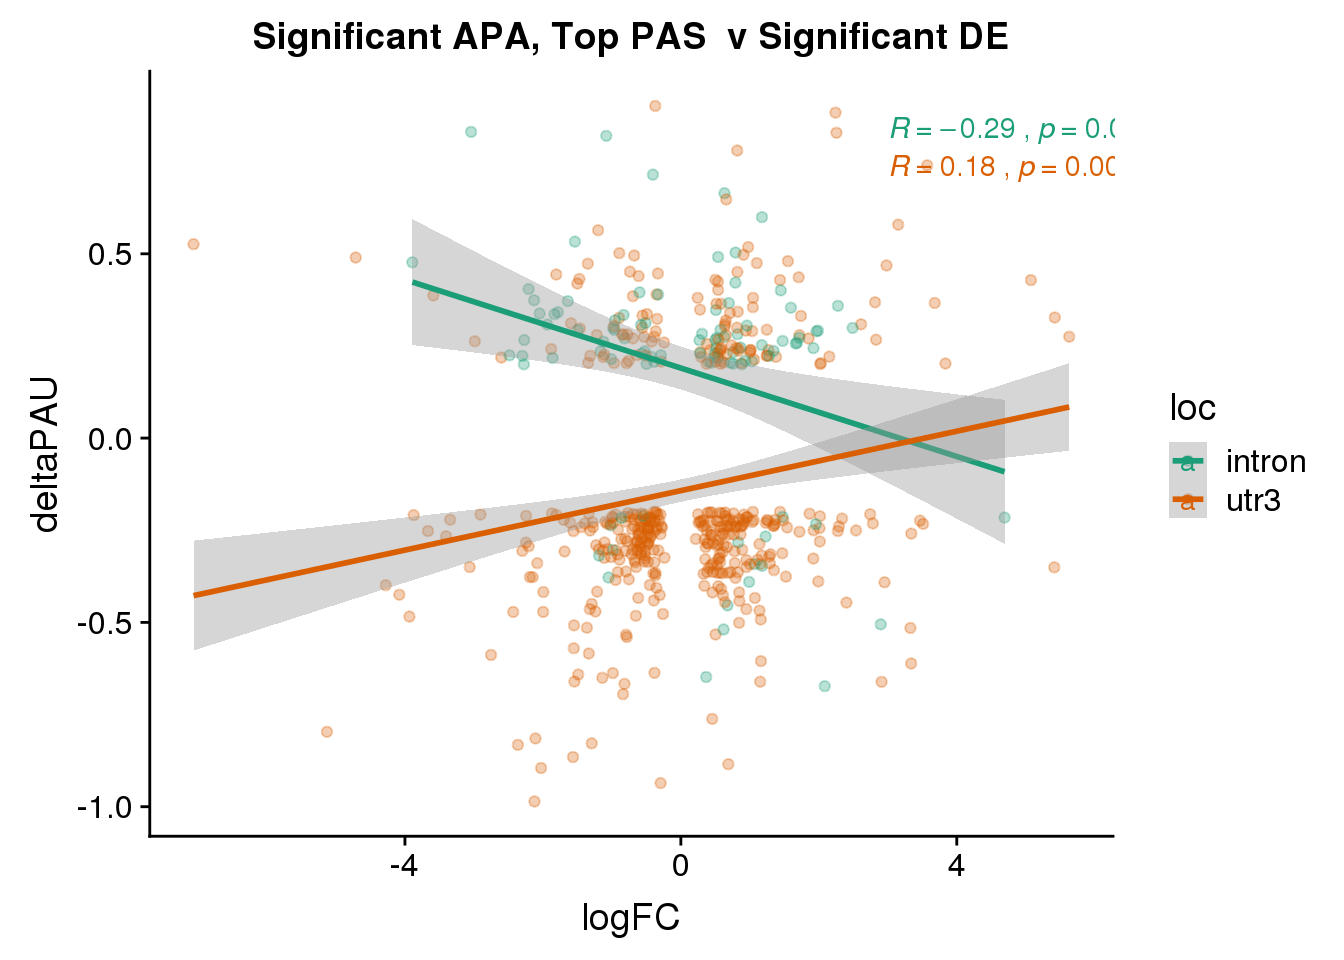 Significant APA, Top PAS  v Significant DE
R = −0.29 , p = 0.0
R = 0.18 , p = 0.00
0.5
0.0
-0.5
-1.0
deltaPAU
-4 0 4
logFC
loc
a intron
a utr3